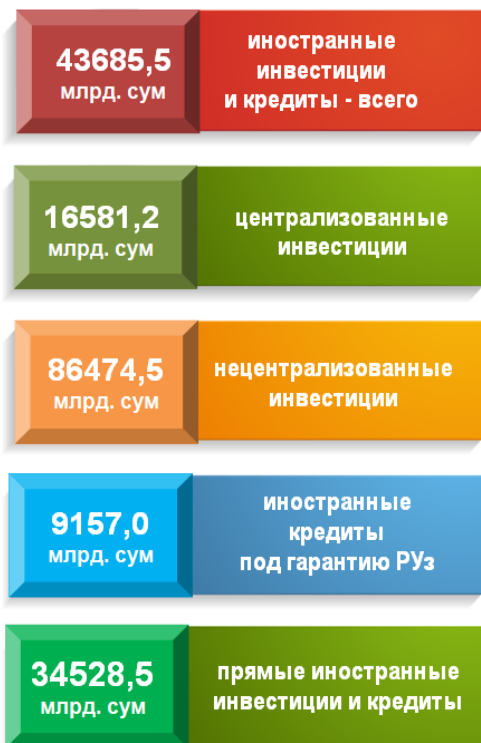 43685,5
млрд. сум
иностранные
инвестиции
и кредиты - всего
16581,2
млрд. сум
централизованные
инвестиции
86474,5
млрд. сум
нецентрализованные
инвестиции
9157,0
млрд. сум
иностранные
кредиты
под гарантию РУз
34528,5
млрд. сум
прямые иностранные
инвестиции и кредиты